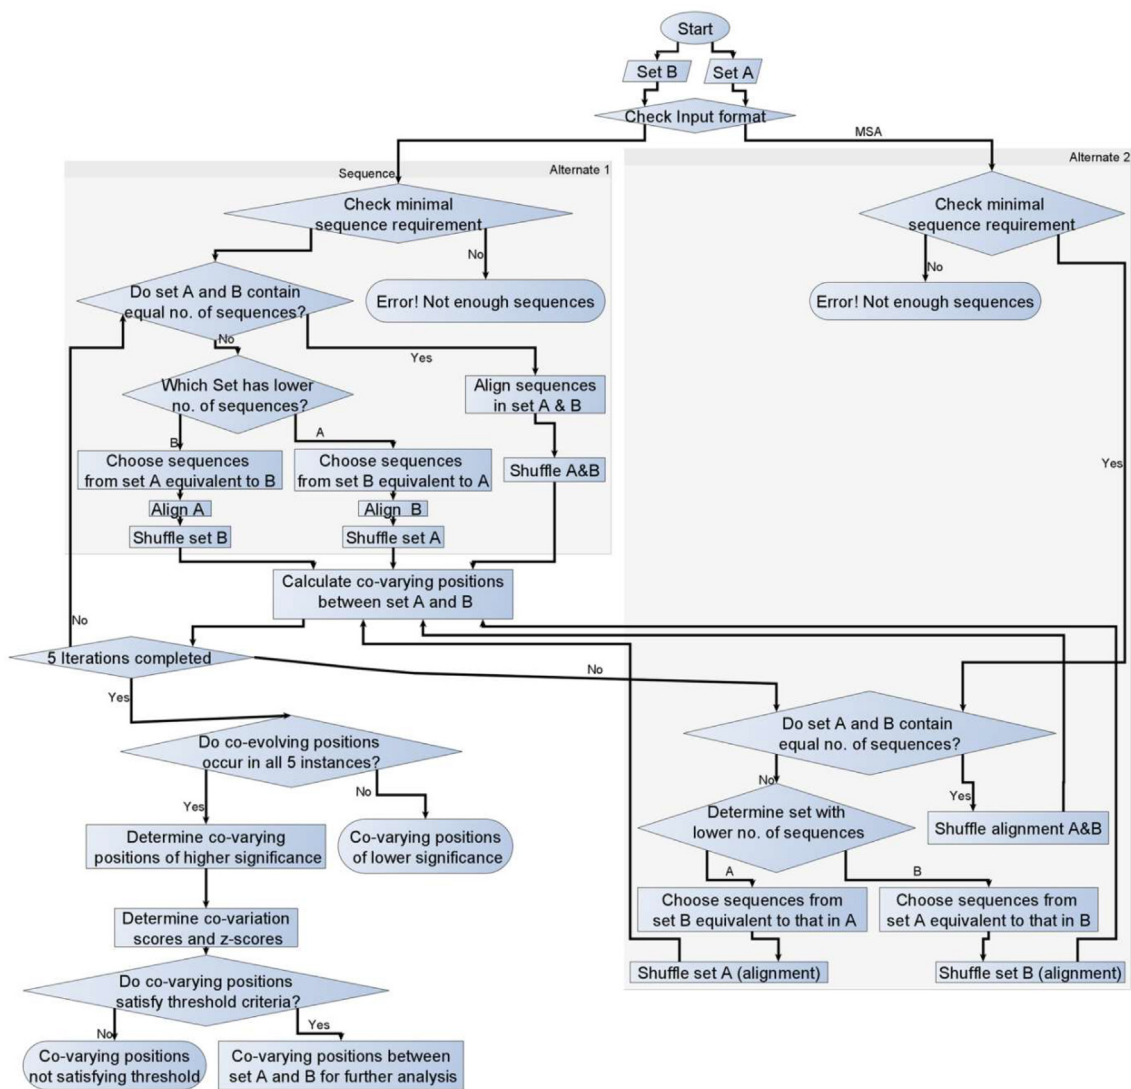 Start
Set B
Set A
Check Input format
MSA
Alternate 1
Alternate 2
Sequence
Check minimal
sequence requirement
Check minimal
sequence requirement
No
No
Error! Not enough sequences
Error! Not enough sequences
Do set A and B contain
equal no. of sequences?
No
Yes
Which Set has lower
no. of sequences?
Align sequences
in set A & B
B
A
Choose sequences
from set A equivalent to B
Choose sequences
from set B equivalent to A
Shuffle A&B
Yes
Align A
Align B
Shuffle set B
Shuffle set A
Calculate co-varying positions
between set A and B
No
5 Iterations completed
No
Yes
Do set A and B contain
equal no. of sequences?
Do co-evolving positions
occur in all 5 instances?
No
Yes
Yes
No
Determine set with
lower no. of sequences
Shuffle alignment A&B
Determine co-varying
positions of higher significance
Co-varying positions
of lower significance
A
B
Choose sequences from
set B equivalent to that in A
Choose sequences from
set A equivalent to that in B
Determine co-variation
scores and z-scores
Shuffle set A (alignment)
Shuffle set B (alignment)
Do co-varying positions
satisfy threshold criteria?
No
Yes
Co-varying positions
not satisfying threshold
Co-varying positions between
set A and B for further analysis